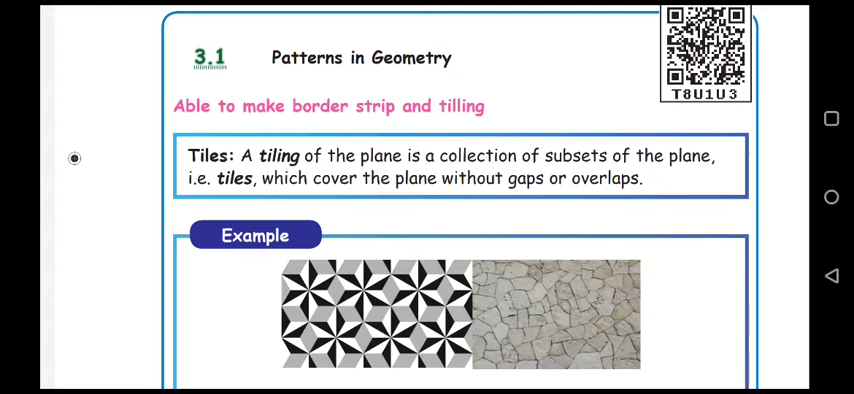 3.1 Patterns in Geometry
T8U1U3
Able to make border strip and tilling
Tiles: A tiling of the plane is a collection of subsets of the plane,
i.e. tiles, which cover the plane without gaps or overlaps.
Example